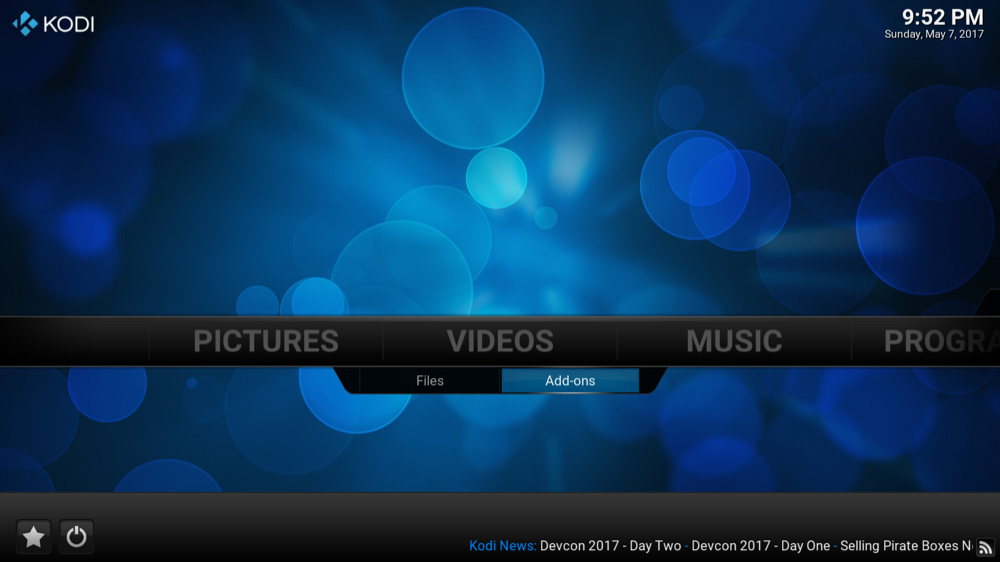 KODI
9:52 PM
Sunday, May 7, 2017
PICTURES VIDEOS MUSIC PROGRA
Files Add-ons
Kodi News: Devcon 2017 - Day Two - Devcon 2017 - Day One - Selling Pirate Boxes N